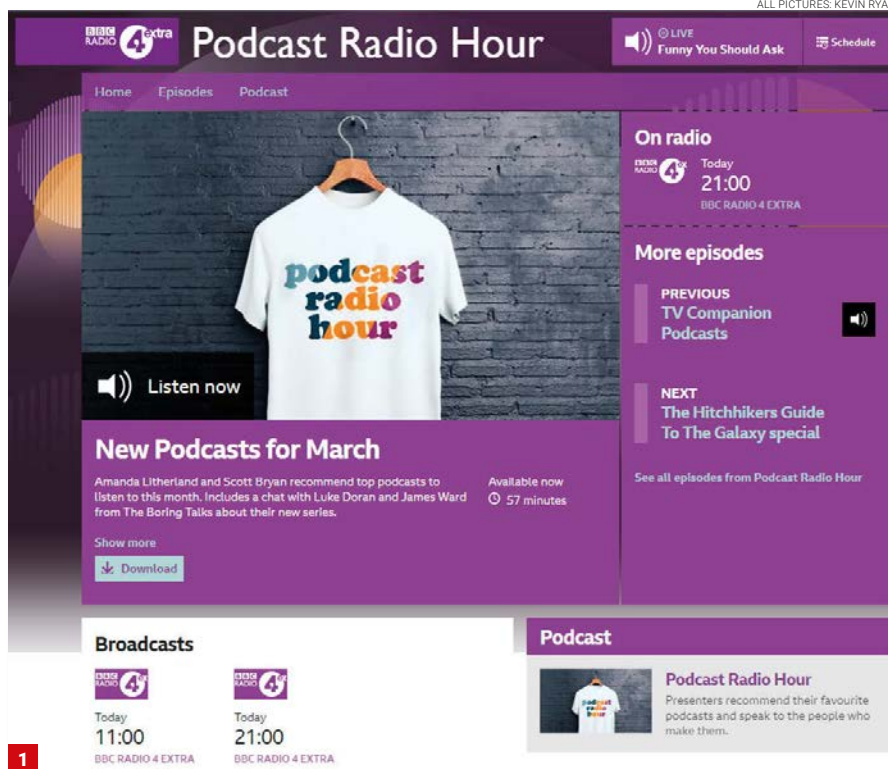 ALL PICTURES: KEVIN RYA
BBC
RADIO 4 extra
Podcast Radio Hour
LIVE
Funny You Should Ask
Schedule
Home Episodes Podcast
podcast
radio
hour
Listen now
On radio
BBC
RADIO 4 ex
Today
21:00
BBC RADIO 4 EXTRA
More episodes
PREVIOUS
TV Companion
Podcasts
NEXT
The Hitchhikers Guide
To The Galaxy special
See all episodes from Podcast Radio Hour
New Podcasts for March
Amanda Litherland and Scott Bryan recommend top podcasts to
listen to this month. Includes a chat with Luke Doran and James Ward
from The Boring Talks about their new series.
Available now
57 minutes
Show more
Download
Broadcasts
BBC
RADIO 4 ex
Today
11:00
BBC RADIO 4 EXTRA
BBC
RADIO 4 ex
Today
21:00
BBC RADIO 4 EXTRA
Podcast
podcast
radio
hour
Podcast Radio Hour
Presenters recommend their favourite
podcasts and speak to the people who
make them.
1